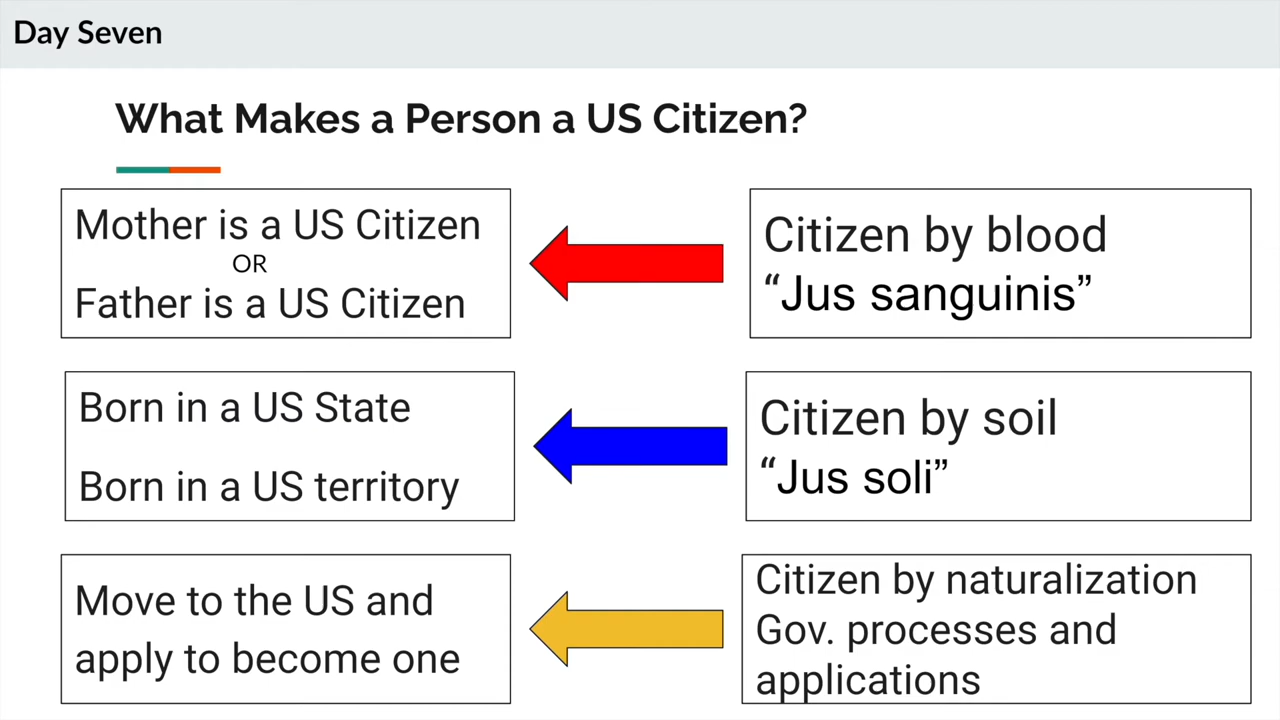 Day Seven
What Makes a Person a US Citizen?
Mother is a US Citizen
OR
Father is a US Citizen
Citizen by blood
“Jus sanguinis”
Born in a US State
Born in a US territory
Citizen by soil
“Jus soli”
Move to the US and
apply to become one
Citizen by naturalization
Gov. processes and
applications